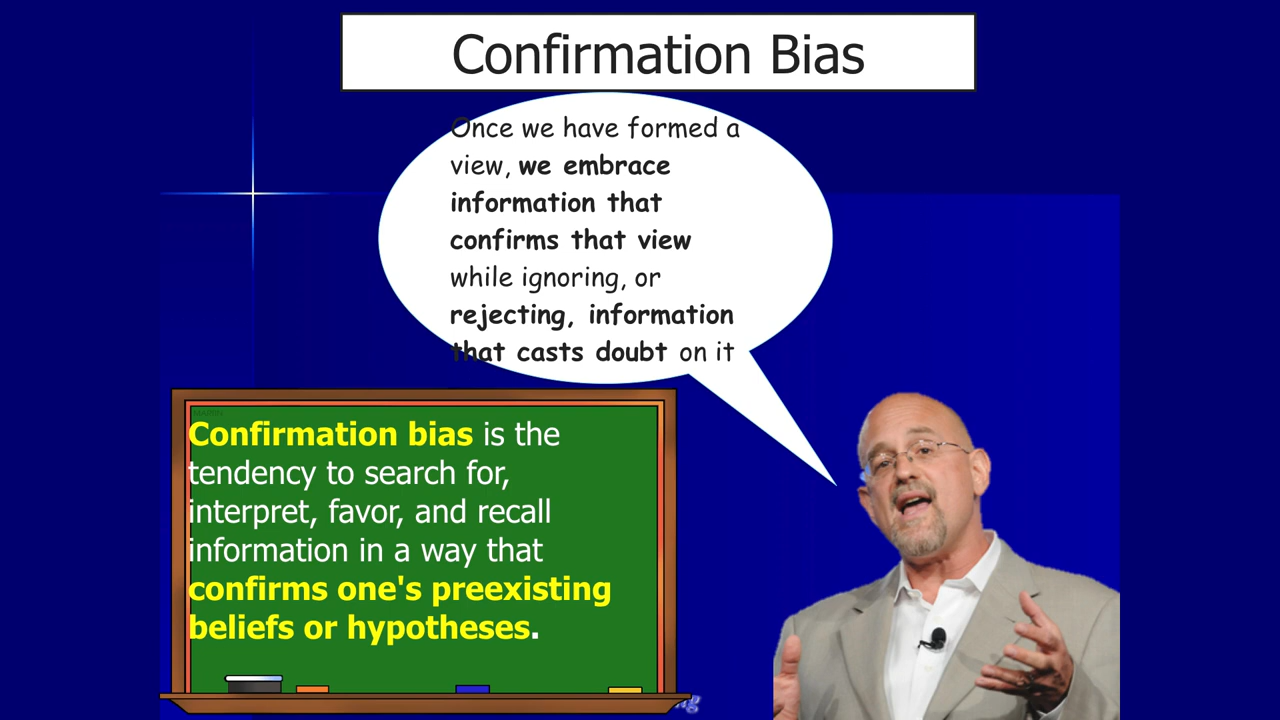 Confirmation Bias
Once we have formed a
view, we embrace
information that
confirms that view
while ignoring, or
rejecting, information
that casts doubt on it
Confirmation bias is the
tendency to search for,
interpret, favor, and recall
information in a way that
confirms one's preexisting
beliefs or hypotheses.